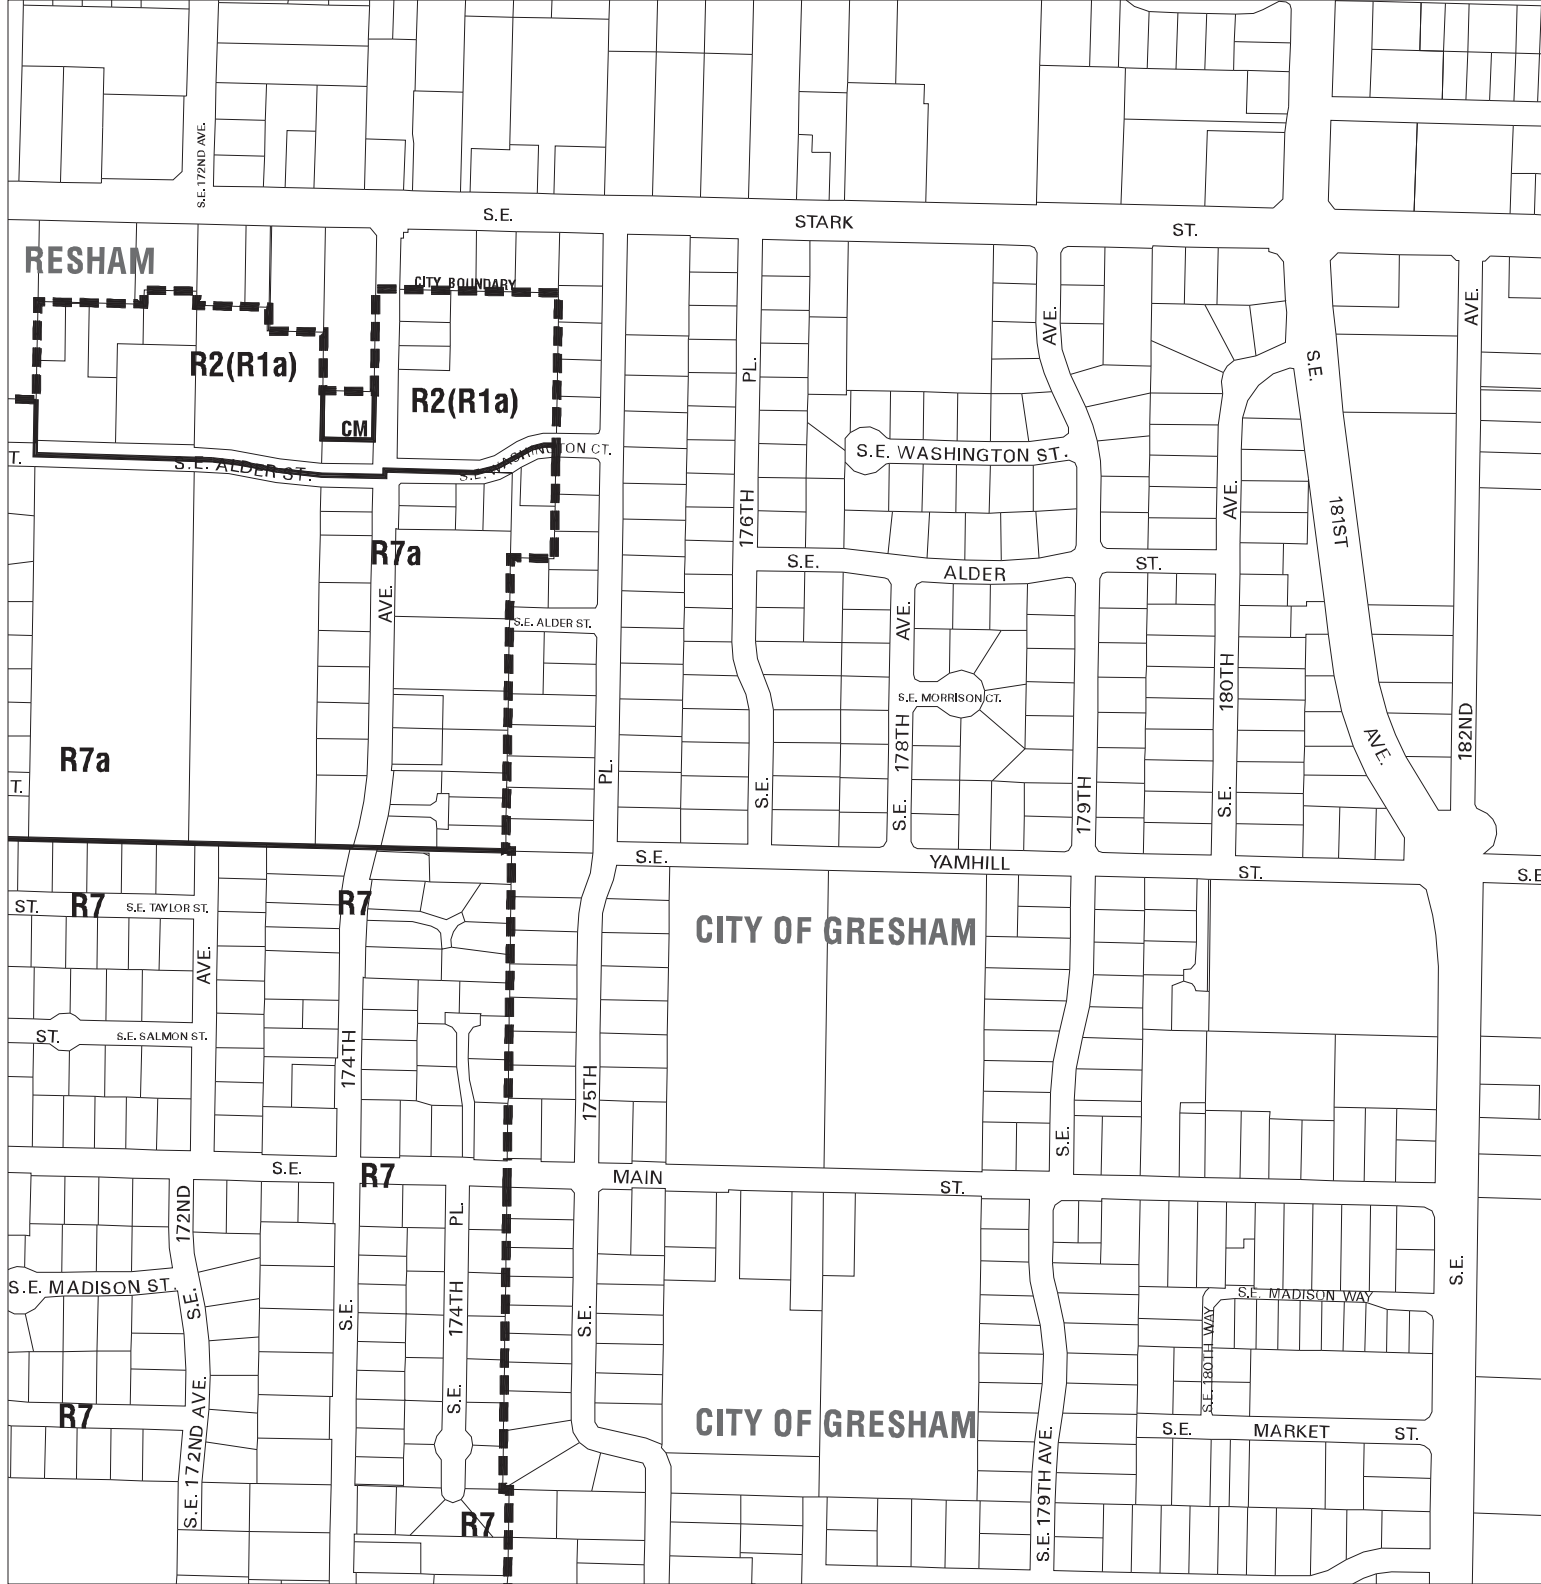 S.E. 172ND AVE.
S.E. STARK ST.
RESHAM
CITY BOUNDARY
R2(R1a)
R2(R1a)
CM
AVE.
AVE.
S.E.
PL.
T.
S.E. ALDER ST.
S.E. WASHINGTON CT.
S.E. WASHINGTON ST.
176TH
AVE.
181ST
R7a
S.E. ALDER ST.
AVE.
S.E. ALDER ST.
AVE.
180TH
S.E. MORRISON CT.
R7a
178TH
182ND
AVE.
T.
PL.
S.E.
S.E.
179TH
S.E.
S.E. YAMHILL ST.
S.E
ST.
R7
S.E. TAYLOR ST.
R7
CITY OF GRESHAM
AVE.
ST.
S.E. SALMON ST.
174TH
175TH
S.E.
S.E. MAIN ST.
R7
172ND
PL.
S.E.
S.E. MADISON ST.
S.E.
S.E.
174TH
S.E.
S.E. MADISON WAY
S.E. 180TH WAY
S.E.
R7
CITY OF GRESHAM
S.E. MARKET ST.
S.E. 172ND AVE.
S.E. 179TH AVE.
R7